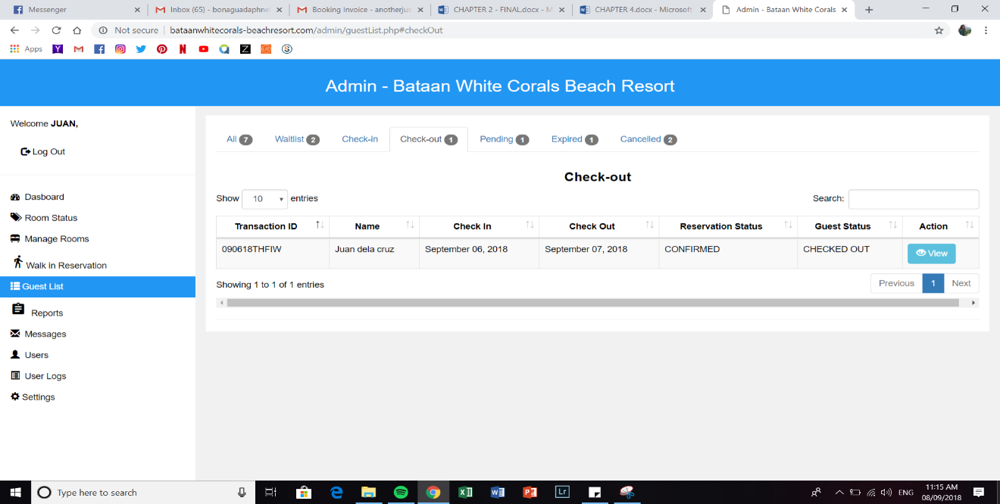 Messenger
Inbox (65) - bonaguadaphne
Booking Invoice - anotherjus
CHAPTER 2 - FINAL.docx - M
CHAPTER 4.docx - Microsoft
Admin - Bataan White Corals
Not secure bataanwhitecorals-beachresort.com/admin/guestList.php#checkOut
Apps
Admin - Bataan White Corals Beach Resort
Welcome JUAN,
Log Out
Dasboard
Room Status
Manage Rooms
Walk in Reservation
Guest List
Reports
Messages
Users
User Logs
Settings
All 7 Waitlist 2 Check-In Check-out 1 Pending 1 Expired 1 Cancelled 2
Check-out
Show 10 entries Search:
Transaction ID Name Check In Check Out Reservation Status Guest Status Action
090618THFIW Juan dela cruz September 06, 2018 September 07, 2018 CONFIRMED CHECKED OUT View
Showing 1 to 1 of 1 entries Previous 1 Next
Type here to search
Lr
ENG
11:15 AM
08/09/2018